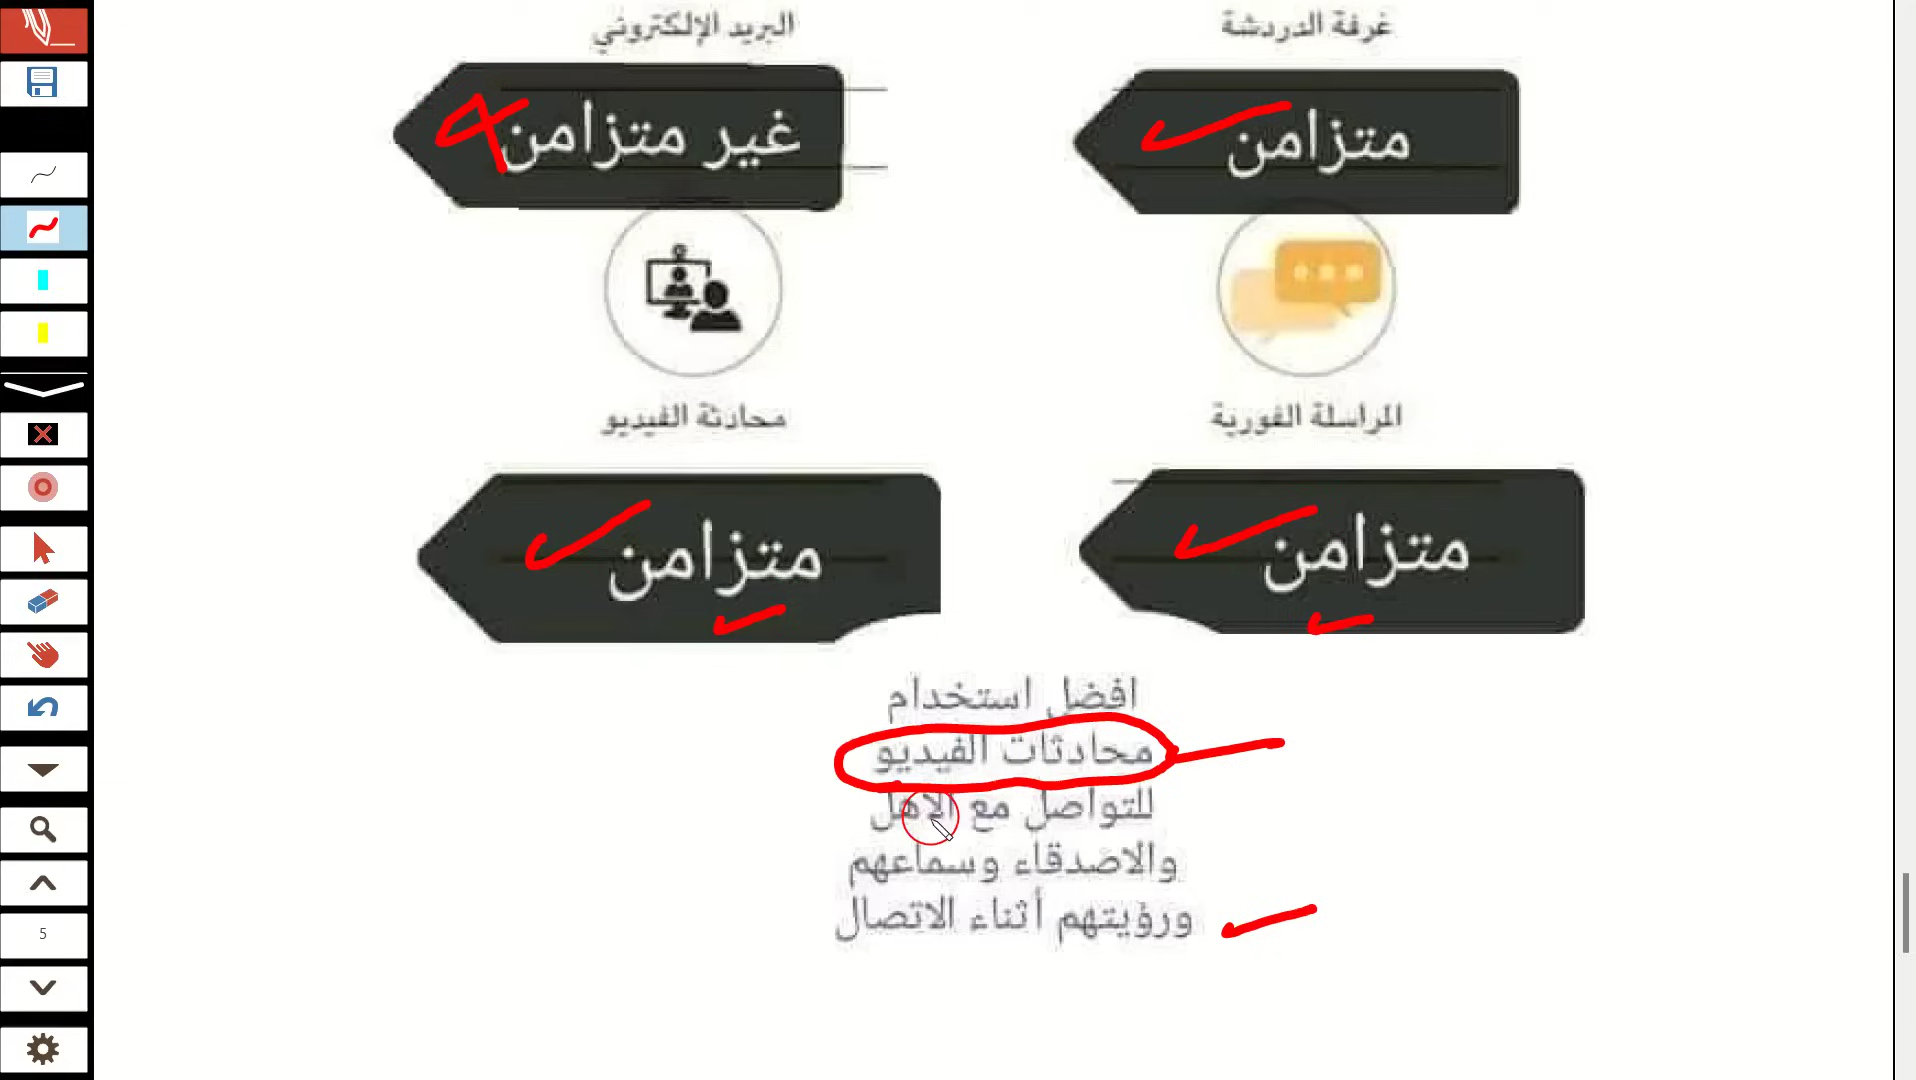 غرفة الدردشة
البريد الإلكتروني
متزامن
غير متزامن
المراسلة الفورية
محادثة الفيديو
متزامن
متزامن
افضل استخدام
محادثات الفيديو
للتواصل مع الاهل
والاصدقاء وسماعهم
ورؤيتهم أثناء الاتصال
5